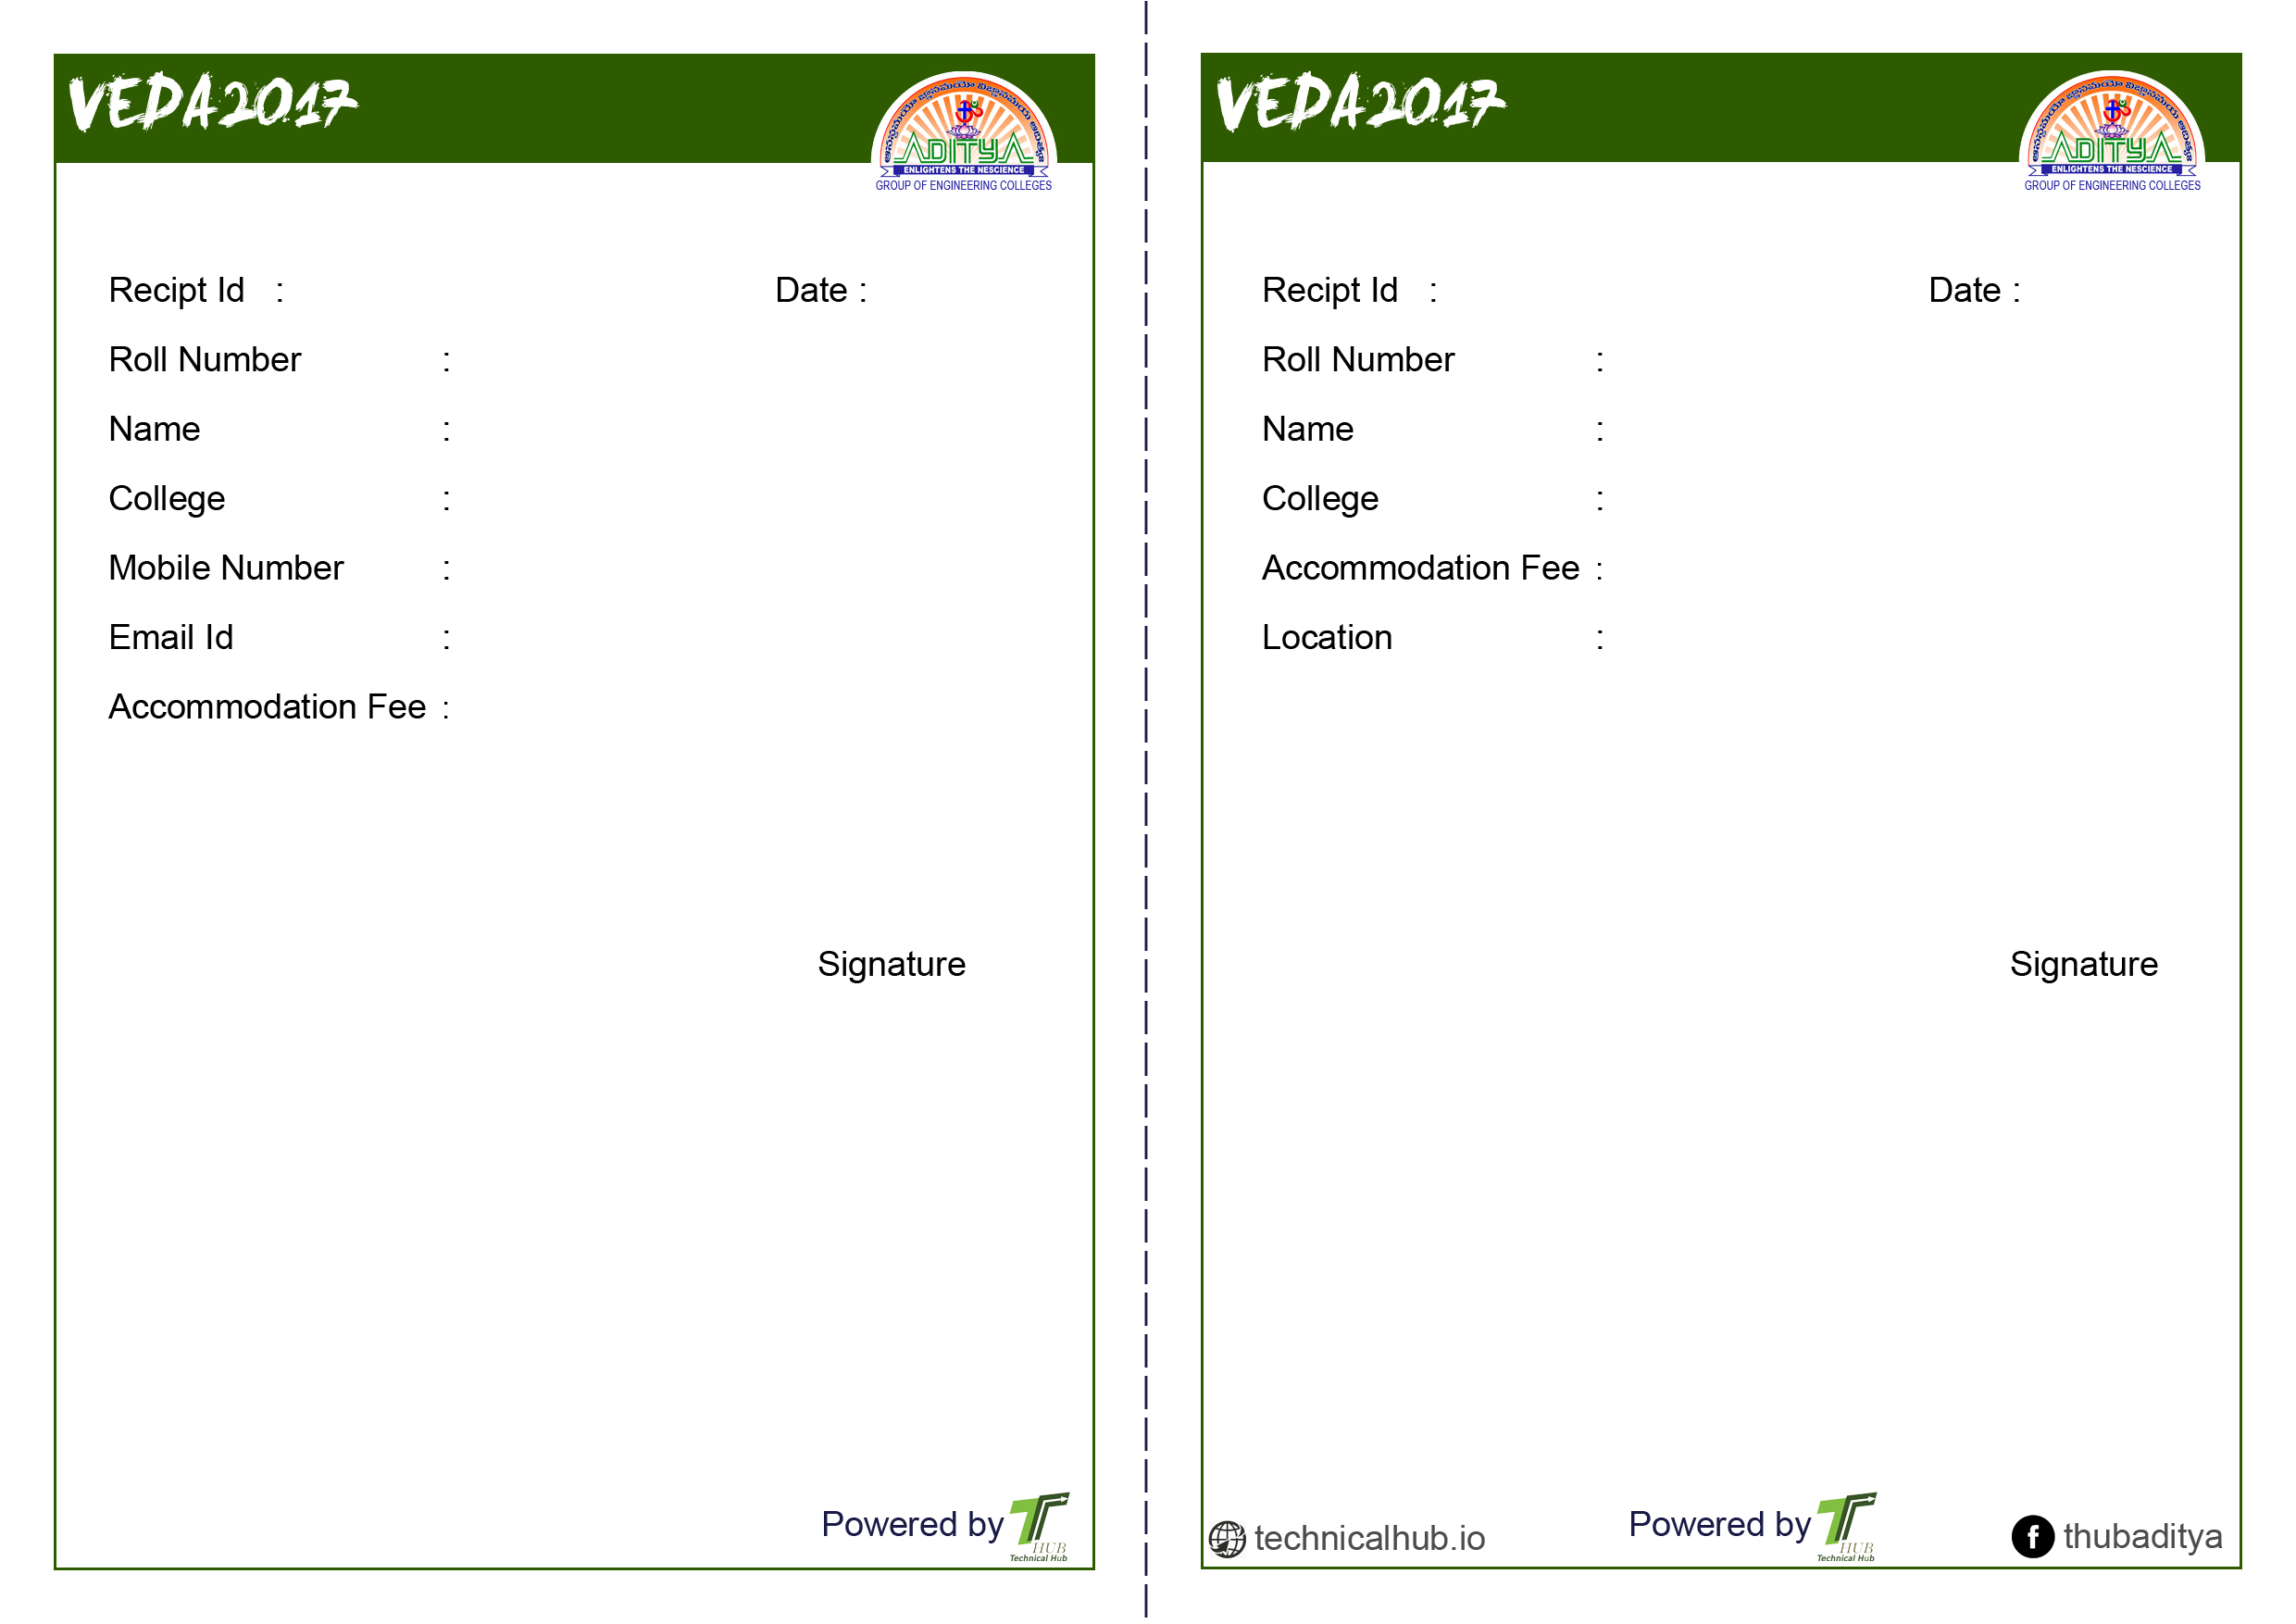 VEDA2017
ADITYA
ENLIGHTENS THE NESCIENCE
GROUP OF ENGINEERING COLLEGES
Recipt Id : Date :
Roll Number :
Name :
College :
Mobile Number :
Email Id :
Accommodation Fee :
Signature
Powered by
HUB
Technical Hub
VEDA2017
ADITYA
ENLIGHTENS THE NESCIENCE
GROUP OF ENGINEERING COLLEGES
Recipt Id : Date :
Roll Number :
Name :
College :
Accommodation Fee :
Location :
Signature
technicalhub.io
Powered by
HUB
Technical Hub
thubaditya